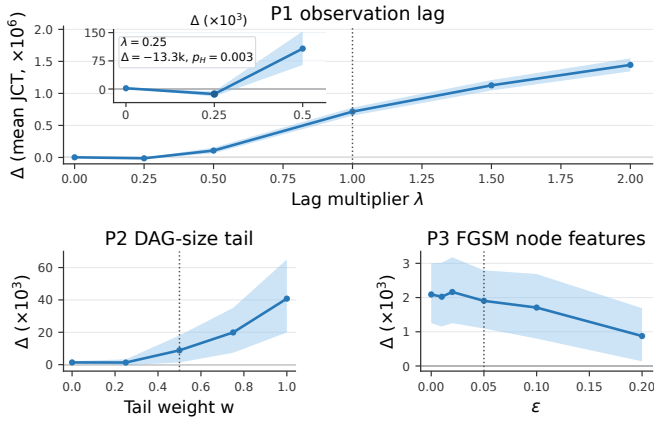 P1 observation lag
Δ (×10³)
150
75
0
λ = 0.25
Δ = −13.3k, p_H = 0.003
0
0.5
2.0
1.5
1.0
0.5
0.0
Δ (mean JCT, ×10⁶)
0.00 0.25 0.50 0.75 1.00 1.25 1.50 1.75 2.00
Lag multiplier λ
P2 DAG-size tail
60
40
20
0
Δ (×10³)
0.0 0.2 0.4 0.6 0.8 1.0
Tail weight w
P3 FGSM node features
3
2
1
0
Δ (×10³)
0.00 0.05 0.10 0.15 0.20
ε